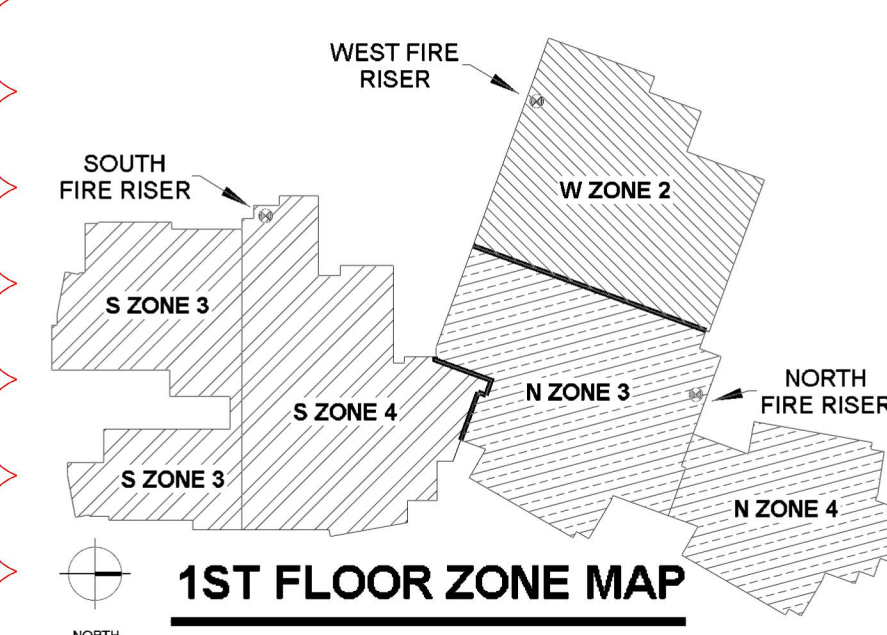 WEST FIRE
RISER
SOUTH
FIRE RISER
W ZONE 2
S ZONE 3
N ZONE 3
NORTH
FIRE RISER
S ZONE 4
S ZONE 3
N ZONE 4
1ST FLOOR ZONE MAP
NORTH